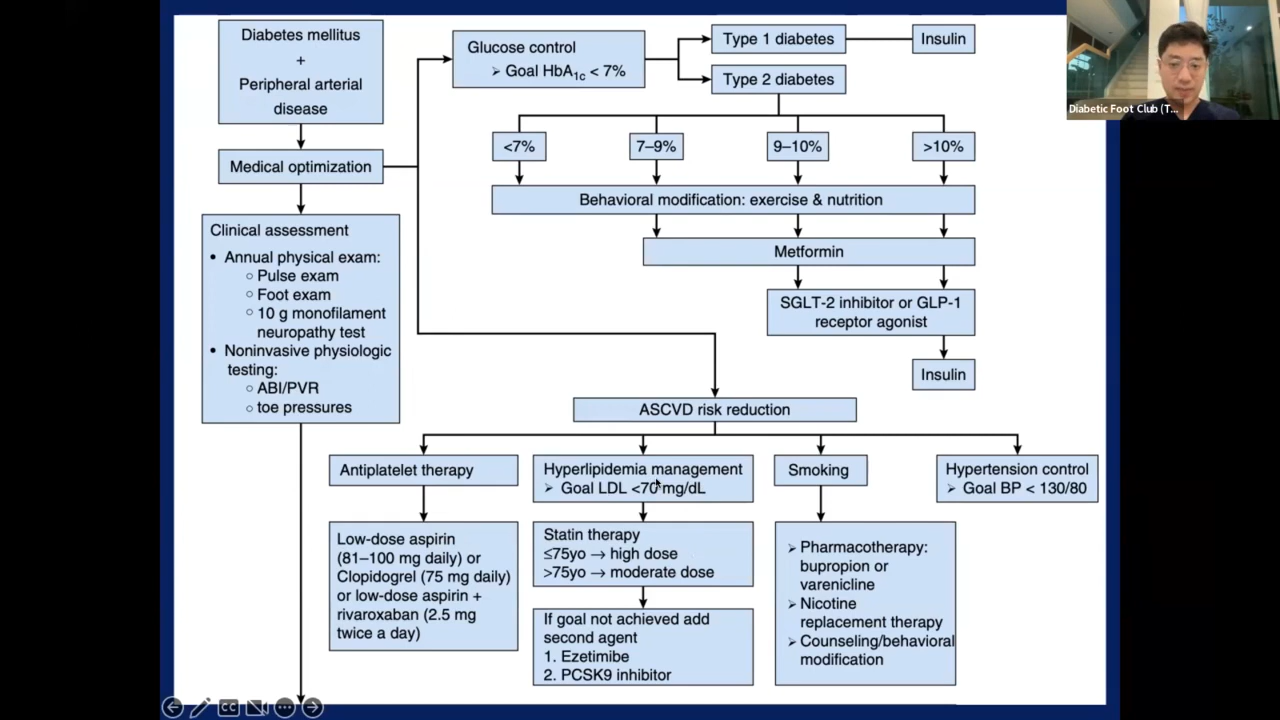 Diabetes mellitus
+
Peripheral arterial
disease
Medical optimization
Clinical assessment
• Annual physical exam:
○ Pulse exam
○ Foot exam
○ 10 g monofilament
neuropathy test
• Noninvasive physiologic
testing:
○ ABI/PVR
○ toe pressures
Glucose control
➢ Goal HbA1c < 7%
Type 1 diabetes
Insulin
Type 2 diabetes
<7%
7–9%
9–10%
>10%
Behavioral modification: exercise & nutrition
Metformin
SGLT-2 inhibitor or GLP-1
receptor agonist
Insulin
ASCVD risk reduction
Antiplatelet therapy
Low-dose aspirin
(81–100 mg daily) or
Clopidogrel (75 mg daily)
or low-dose aspirin +
rivaroxaban (2.5 mg
twice a day)
Hyperlipidemia management
➢ Goal LDL <70 mg/dL
Statin therapy
≤75yo → high dose
>75yo → moderate dose
If goal not achieved add
second agent
1. Ezetimibe
2. PCSK9 inhibitor
Smoking
➢ Pharmacotherapy:
bupropion or
varenicline
➢ Nicotine
replacement therapy
➢ Counseling/behavioral
modification
Hypertension control
➢ Goal BP < 130/80
Diabetic Foot Club (T...
CC